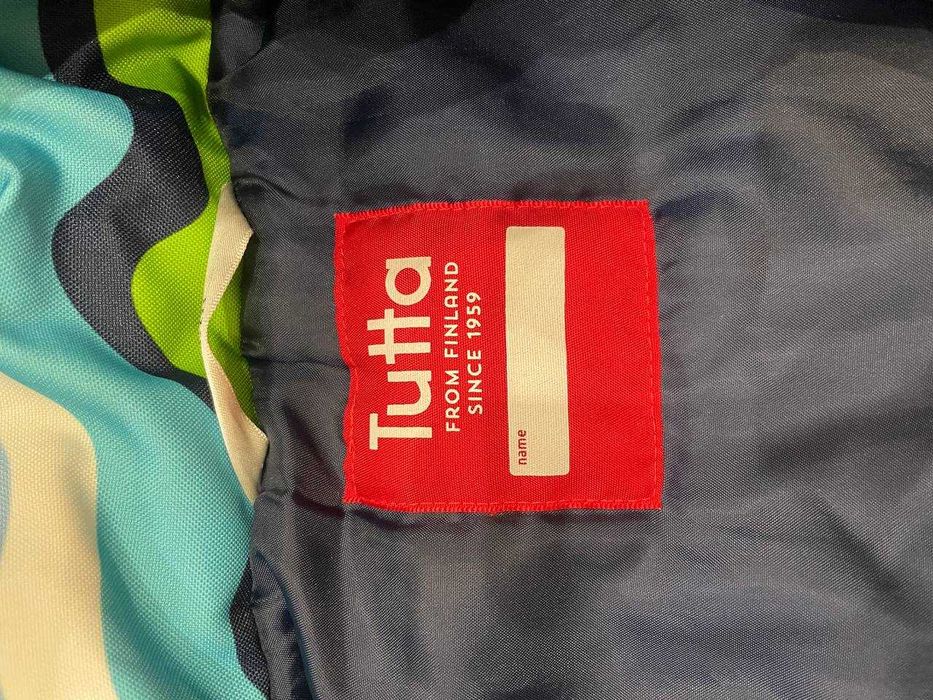 Tutta
FROM FINLAND
SINCE 1959
name